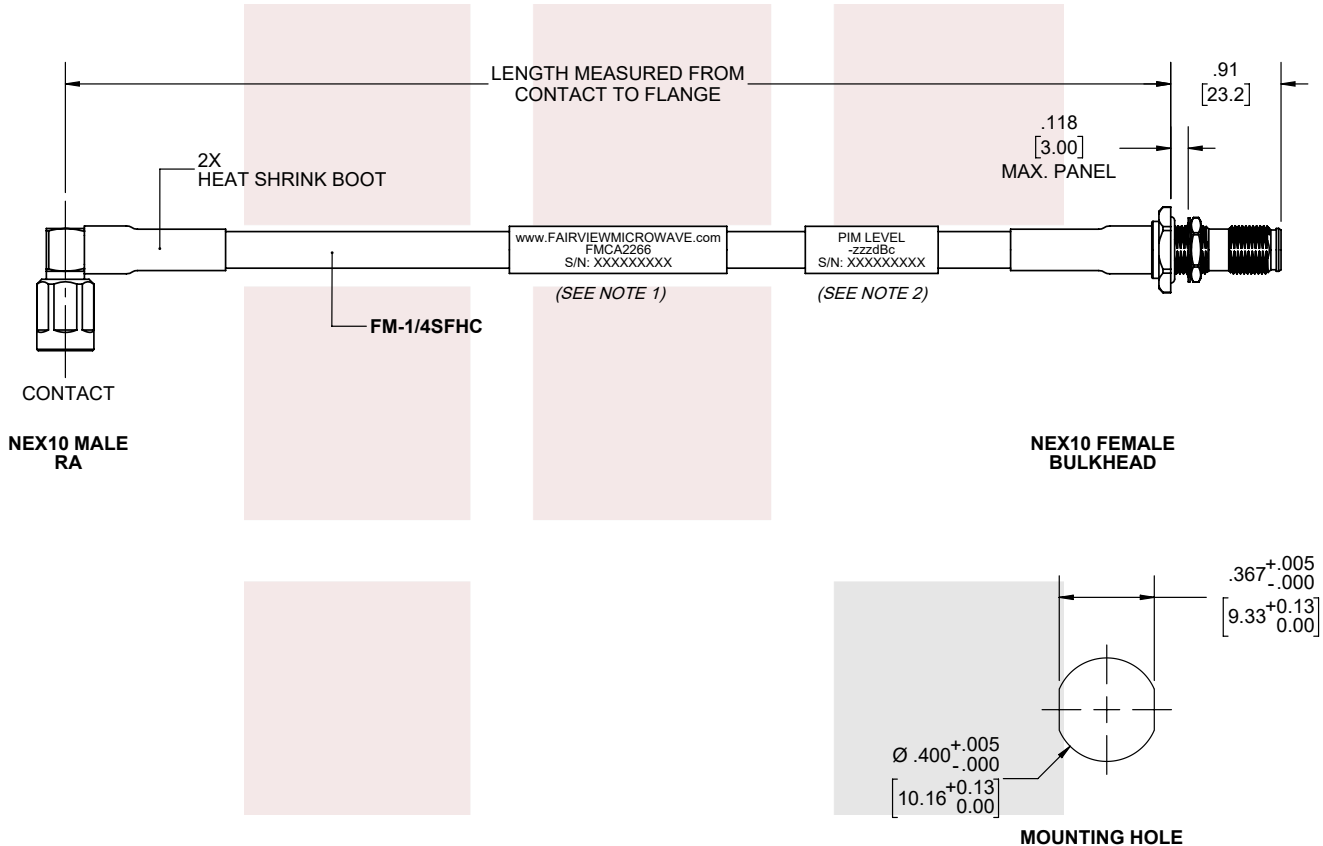 LENGTH MEASURED FROM
CONTACT TO FLANGE
.91
[23.2]
.118
[3.00]
MAX. PANEL
2X
HEAT SHRINK BOOT
www.FAIRVIEWMICROWAVE.com
FMCA2266
S/N: XXXXXXXXX
PIM LEVEL
-zzzdBc
S/N: XXXXXXXXX
(SEE NOTE 1)
(SEE NOTE 2)
FM-1/4SFHC
CONTACT
NEX10 MALE
RA
NEX10 FEMALE
BULKHEAD
.367 +.005
-.000
[9.33 +0.13
0.00]
Ø .400 +.005
-.000
[10.16 +0.13
0.00]
MOUNTING HOLE